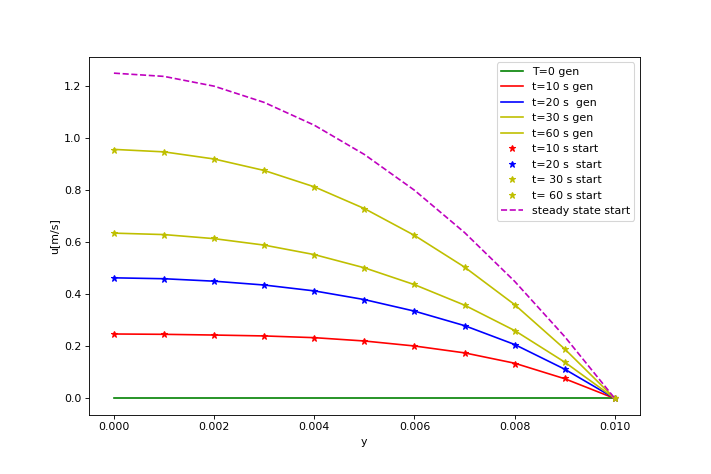 T=0 gen
t=10 s gen
t=20 s  gen
t=30 s gen
t=60 s gen
t=10 s start
t=20 s  start
t= 30 s start
t= 60 s start
steady state start
1.2
1.0
0.8
0.6
0.4
0.2
0.0
u[m/s]
0.000
0.002
0.004
0.006
0.008
0.010
y